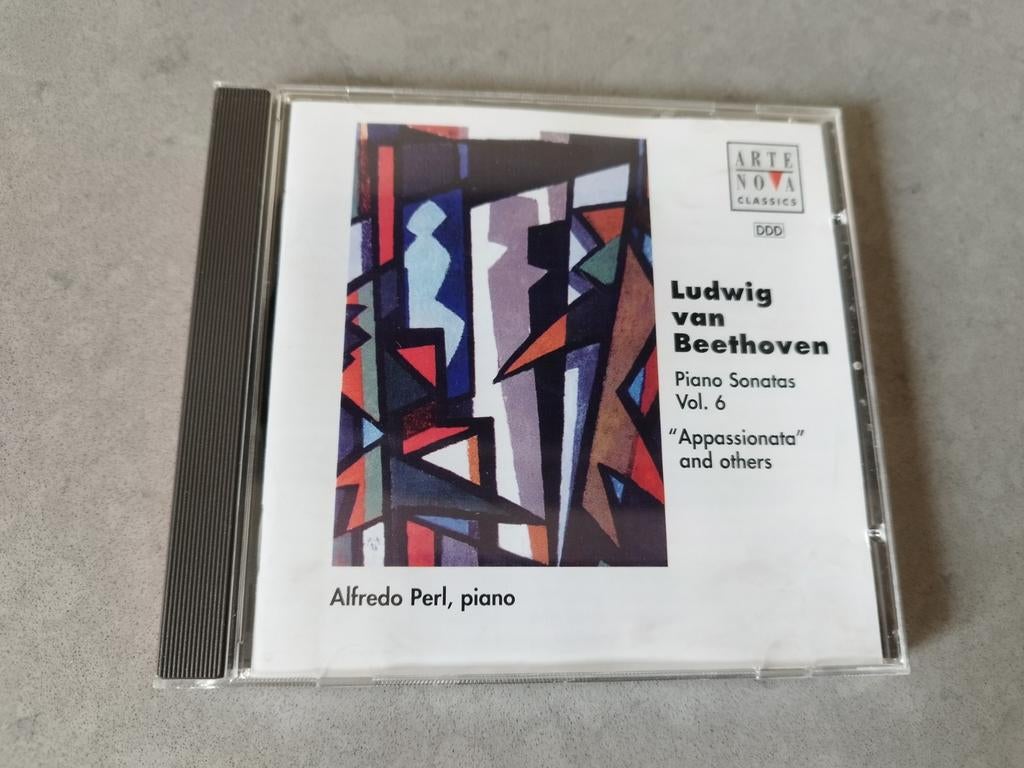 ARTE
NOVA
CLASSICS
DDD
Ludwig
van
Beethoven
Piano Sonatas
Vol. 6
"Appassionata"
and others
Alfredo Perl, piano